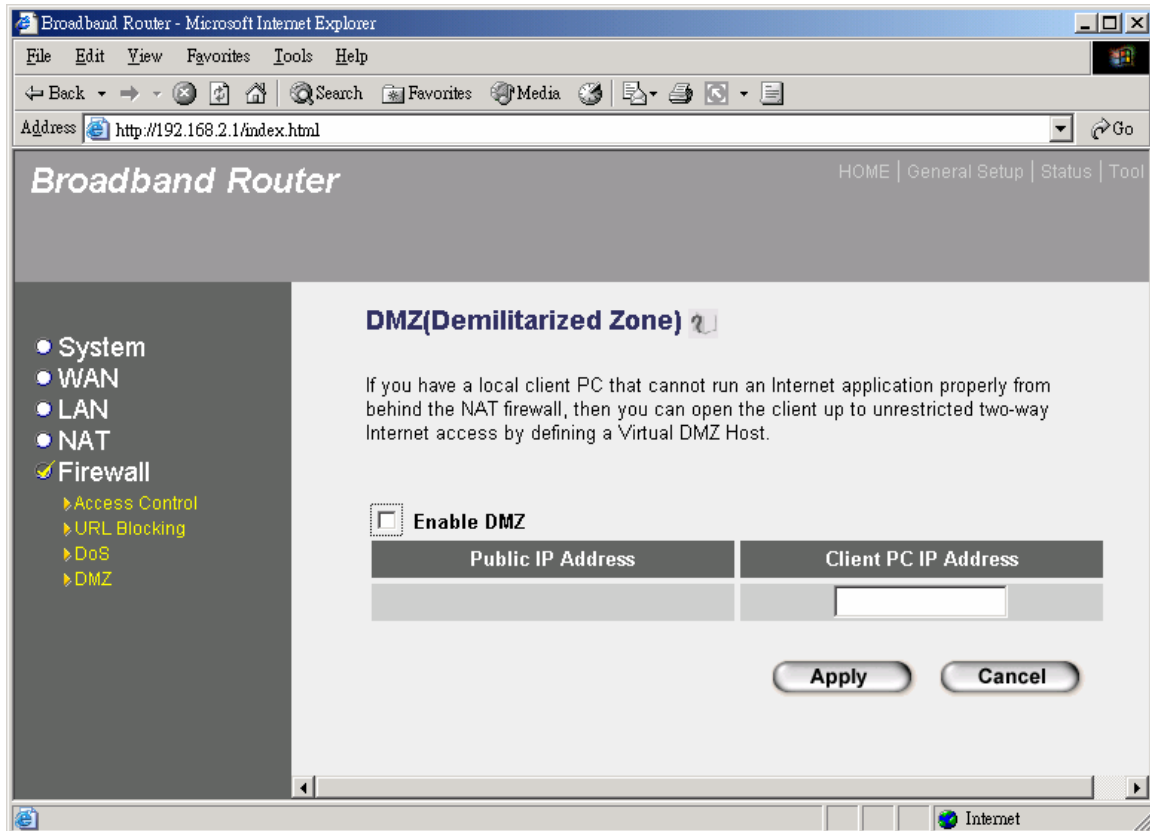 Broadband Router - Microsoft Internet Explorer
File Edit View Favorites Tools Help
Back Search Favorites Media
Address http://192.168.2.1/index.html Go
Broadband Router
HOME | General Setup | Status | Tool
System
WAN
LAN
NAT
Firewall
Access Control
URL Blocking
DoS
DMZ
DMZ(Demilitarized Zone)
If you have a local client PC that cannot run an Internet application properly from
behind the NAT firewall, then you can open the client up to unrestricted two-way
Internet access by defining a Virtual DMZ Host.
Enable DMZ
Public IP Address Client PC IP Address
Apply Cancel
Internet